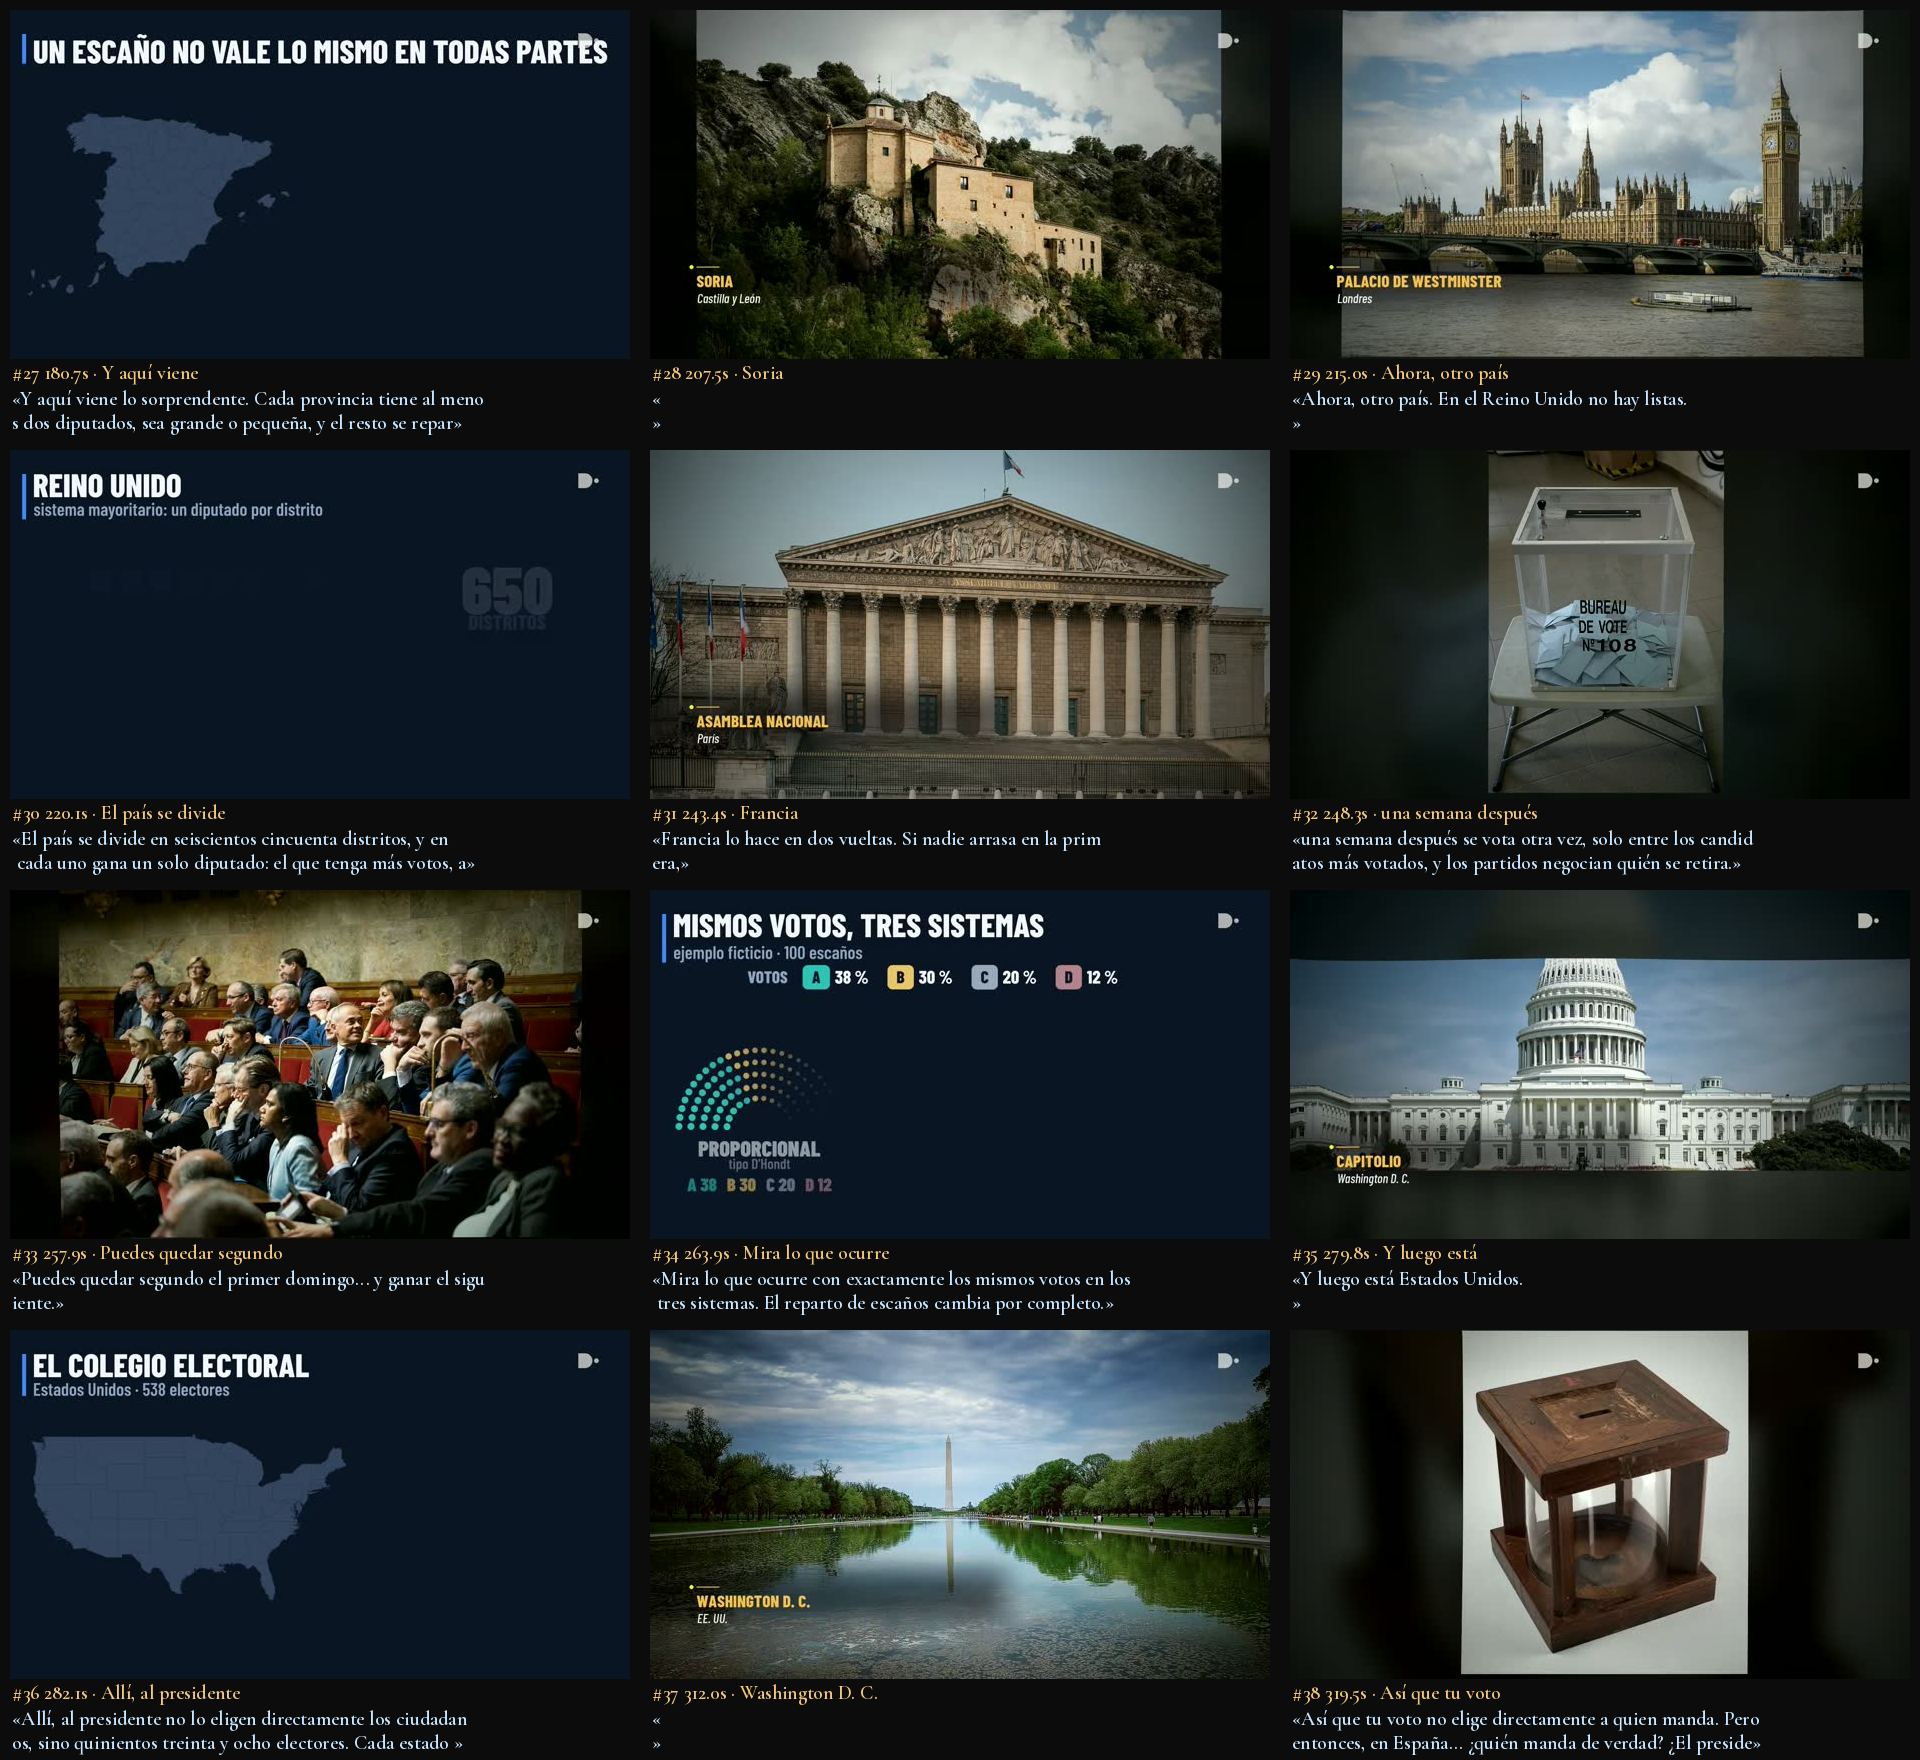 UN ESCAÑO NO VALE LO MISMO EN TODAS PARTES
#27 180.7s · Y aquí viene
«Y aquí viene lo sorprendente. Cada provincia tiene al meno
s dos diputados, sea grande o pequeña, y el resto se repar»
SORIA
Castilla y León
#28 207.5s · Soria
«
»
PALACIO DE WESTMINSTER
Londres
#29 215.0s · Ahora, otro país
«Ahora, otro país. En el Reino Unido no hay listas.
»
REINO UNIDO
sistema mayoritario: un diputado por distrito
650
DISTRITOS
#30 220.1s · El país se divide
«El país se divide en seiscientos cincuenta distritos, y en
cada uno gana un solo diputado: el que tenga más votos, a»
ASAMBLEA NACIONAL
París
#31 243.4s · Francia
«Francia lo hace en dos vueltas. Si nadie arrasa en la prim
era,»
BUREAU
DE VOTE
Nº 108
#32 248.3s · una semana después
«una semana después se vota otra vez, solo entre los candid
atos más votados, y los partidos negocian quién se retira.»
#33 257.9s · Puedes quedar segundo
«Puedes quedar segundo el primer domingo... y ganar el sigu
iente.»
MISMOS VOTOS, TRES SISTEMAS
ejemplo ficticio · 100 escaños
VOTOS A 38 % B 30 % C 20 % D 12 %
PROPORCIONAL
tipo D'Hondt
A 38 B 30 C 20 D 12
#34 263.9s · Mira lo que ocurre
«Mira lo que ocurre con exactamente los mismos votos en los
tres sistemas. El reparto de escaños cambia por completo.»
CAPITOLIO
Washington D. C.
#35 279.8s · Y luego está
«Y luego está Estados Unidos.
»
EL COLEGIO ELECTORAL
Estados Unidos · 538 electores
#36 282.1s · Allí, al presidente
«Allí, al presidente no lo eligen directamente los ciudadan
os, sino quinientos treinta y ocho electores. Cada estado »
WASHINGTON D. C.
EE. UU.
#37 312.0s · Washington D. C.
«
»
#38 319.5s · Así que tu voto
«Así que tu voto no elige directamente a quien manda. Pero
entonces, en España... ¿quién manda de verdad? ¿El preside»